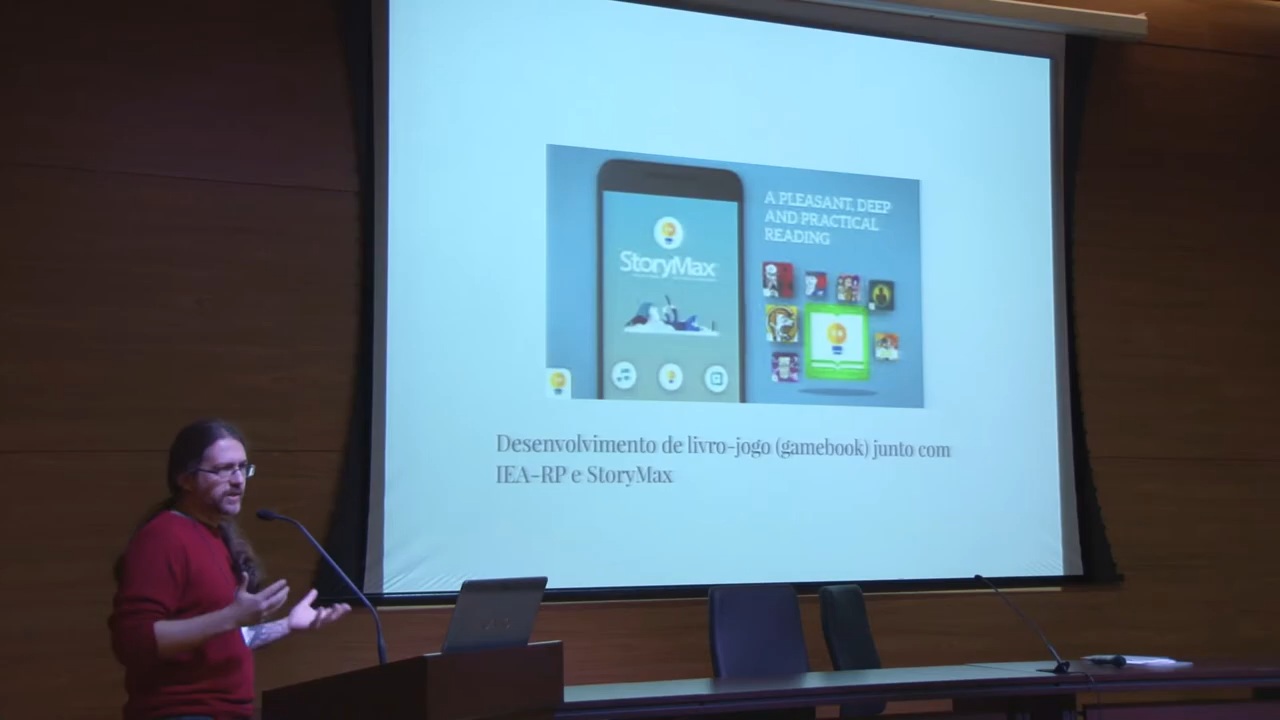 A PLEASANT, DEEP
AND PRACTICAL
READING
StoryMax
Desenvolvimento de livro-jogo (gamebook) junto com
IEA-RP e StoryMax